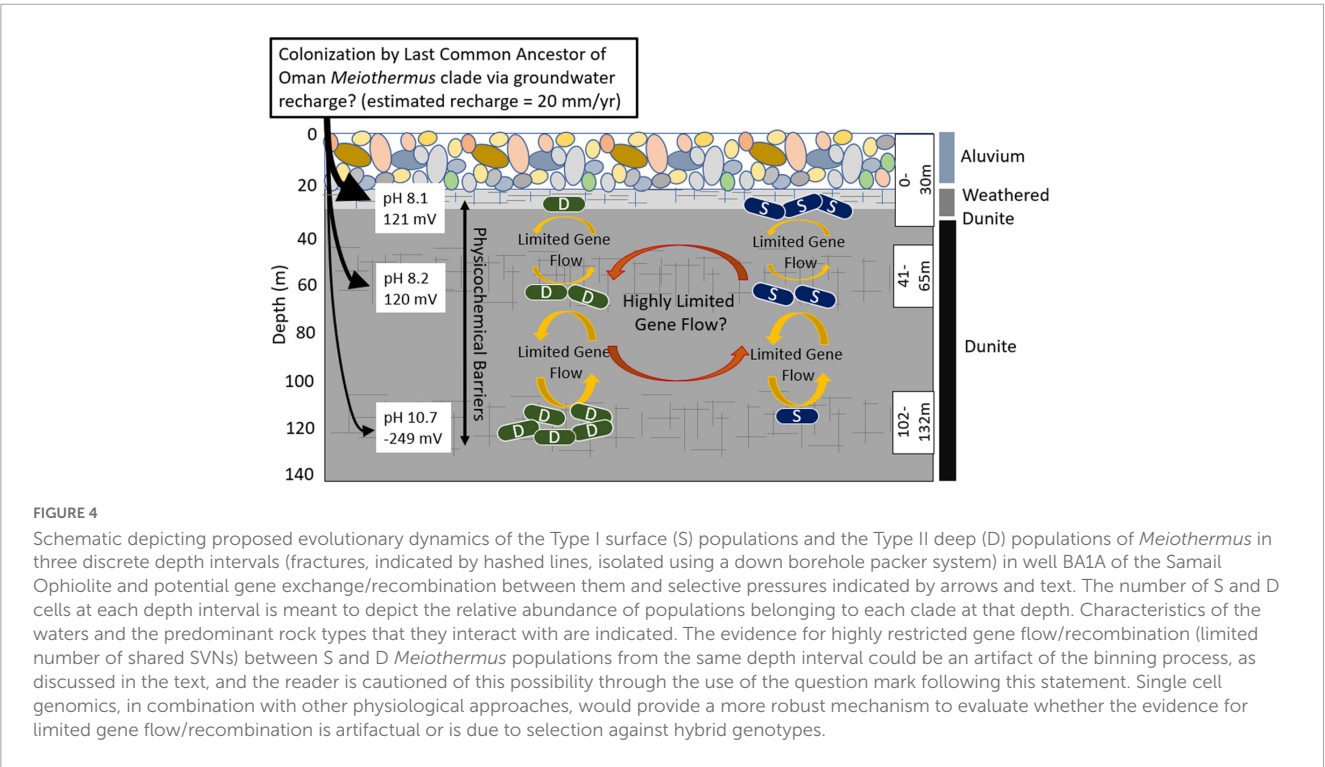 Colonization by Last Common Ancestor of
Oman Meiothermus clade via groundwater
recharge? (estimated recharge = 20 mm/yr)
0
20
40
60
80
100
120
140
Depth (m)
pH 8.1
121 mV
pH 8.2
120 mV
pH 10.7
-249 mV
Physicochemical Barriers
D
Limited Gene
Flow
D D
Limited Gene
Flow
D D
D D D
Highly Limited
Gene Flow?
S S S
Limited Gene
Flow
S S
Limited Gene
Flow
S
0-
30m
41-
65m
102-
132m
Aluvium
Weathered
Dunite
Dunite
FIGURE 4
Schematic depicting proposed evolutionary dynamics of the Type I surface (S) populations and the Type II deep (D) populations of Meiothermus in
three discrete depth intervals (fractures, indicated by hashed lines, isolated using a down borehole packer system) in well BA1A of the Samail
Ophiolite and potential gene exchange/recombination between them and selective pressures indicated by arrows and text. The number of S and D
cells at each depth interval is meant to depict the relative abundance of populations belonging to each clade at that depth. Characteristics of the
waters and the predominant rock types that they interact with are indicated. The evidence for highly restricted gene flow/recombination (limited
number of shared SVNs) between S and D Meiothermus populations from the same depth interval could be an artifact of the binning process, as
discussed in the text, and the reader is cautioned of this possibility through the use of the question mark following this statement. Single cell
genomics, in combination with other physiological approaches, would provide a more robust mechanism to evaluate whether the evidence for
limited gene flow/recombination is artifactual or is due to selection against hybrid genotypes.